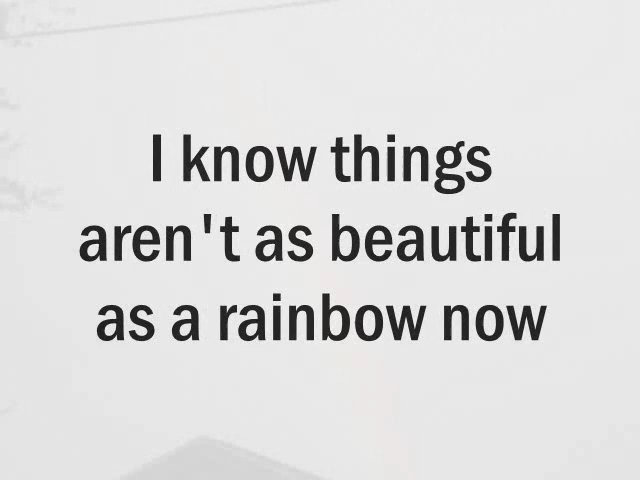 I know things
aren't as beautiful
as a rainbow now